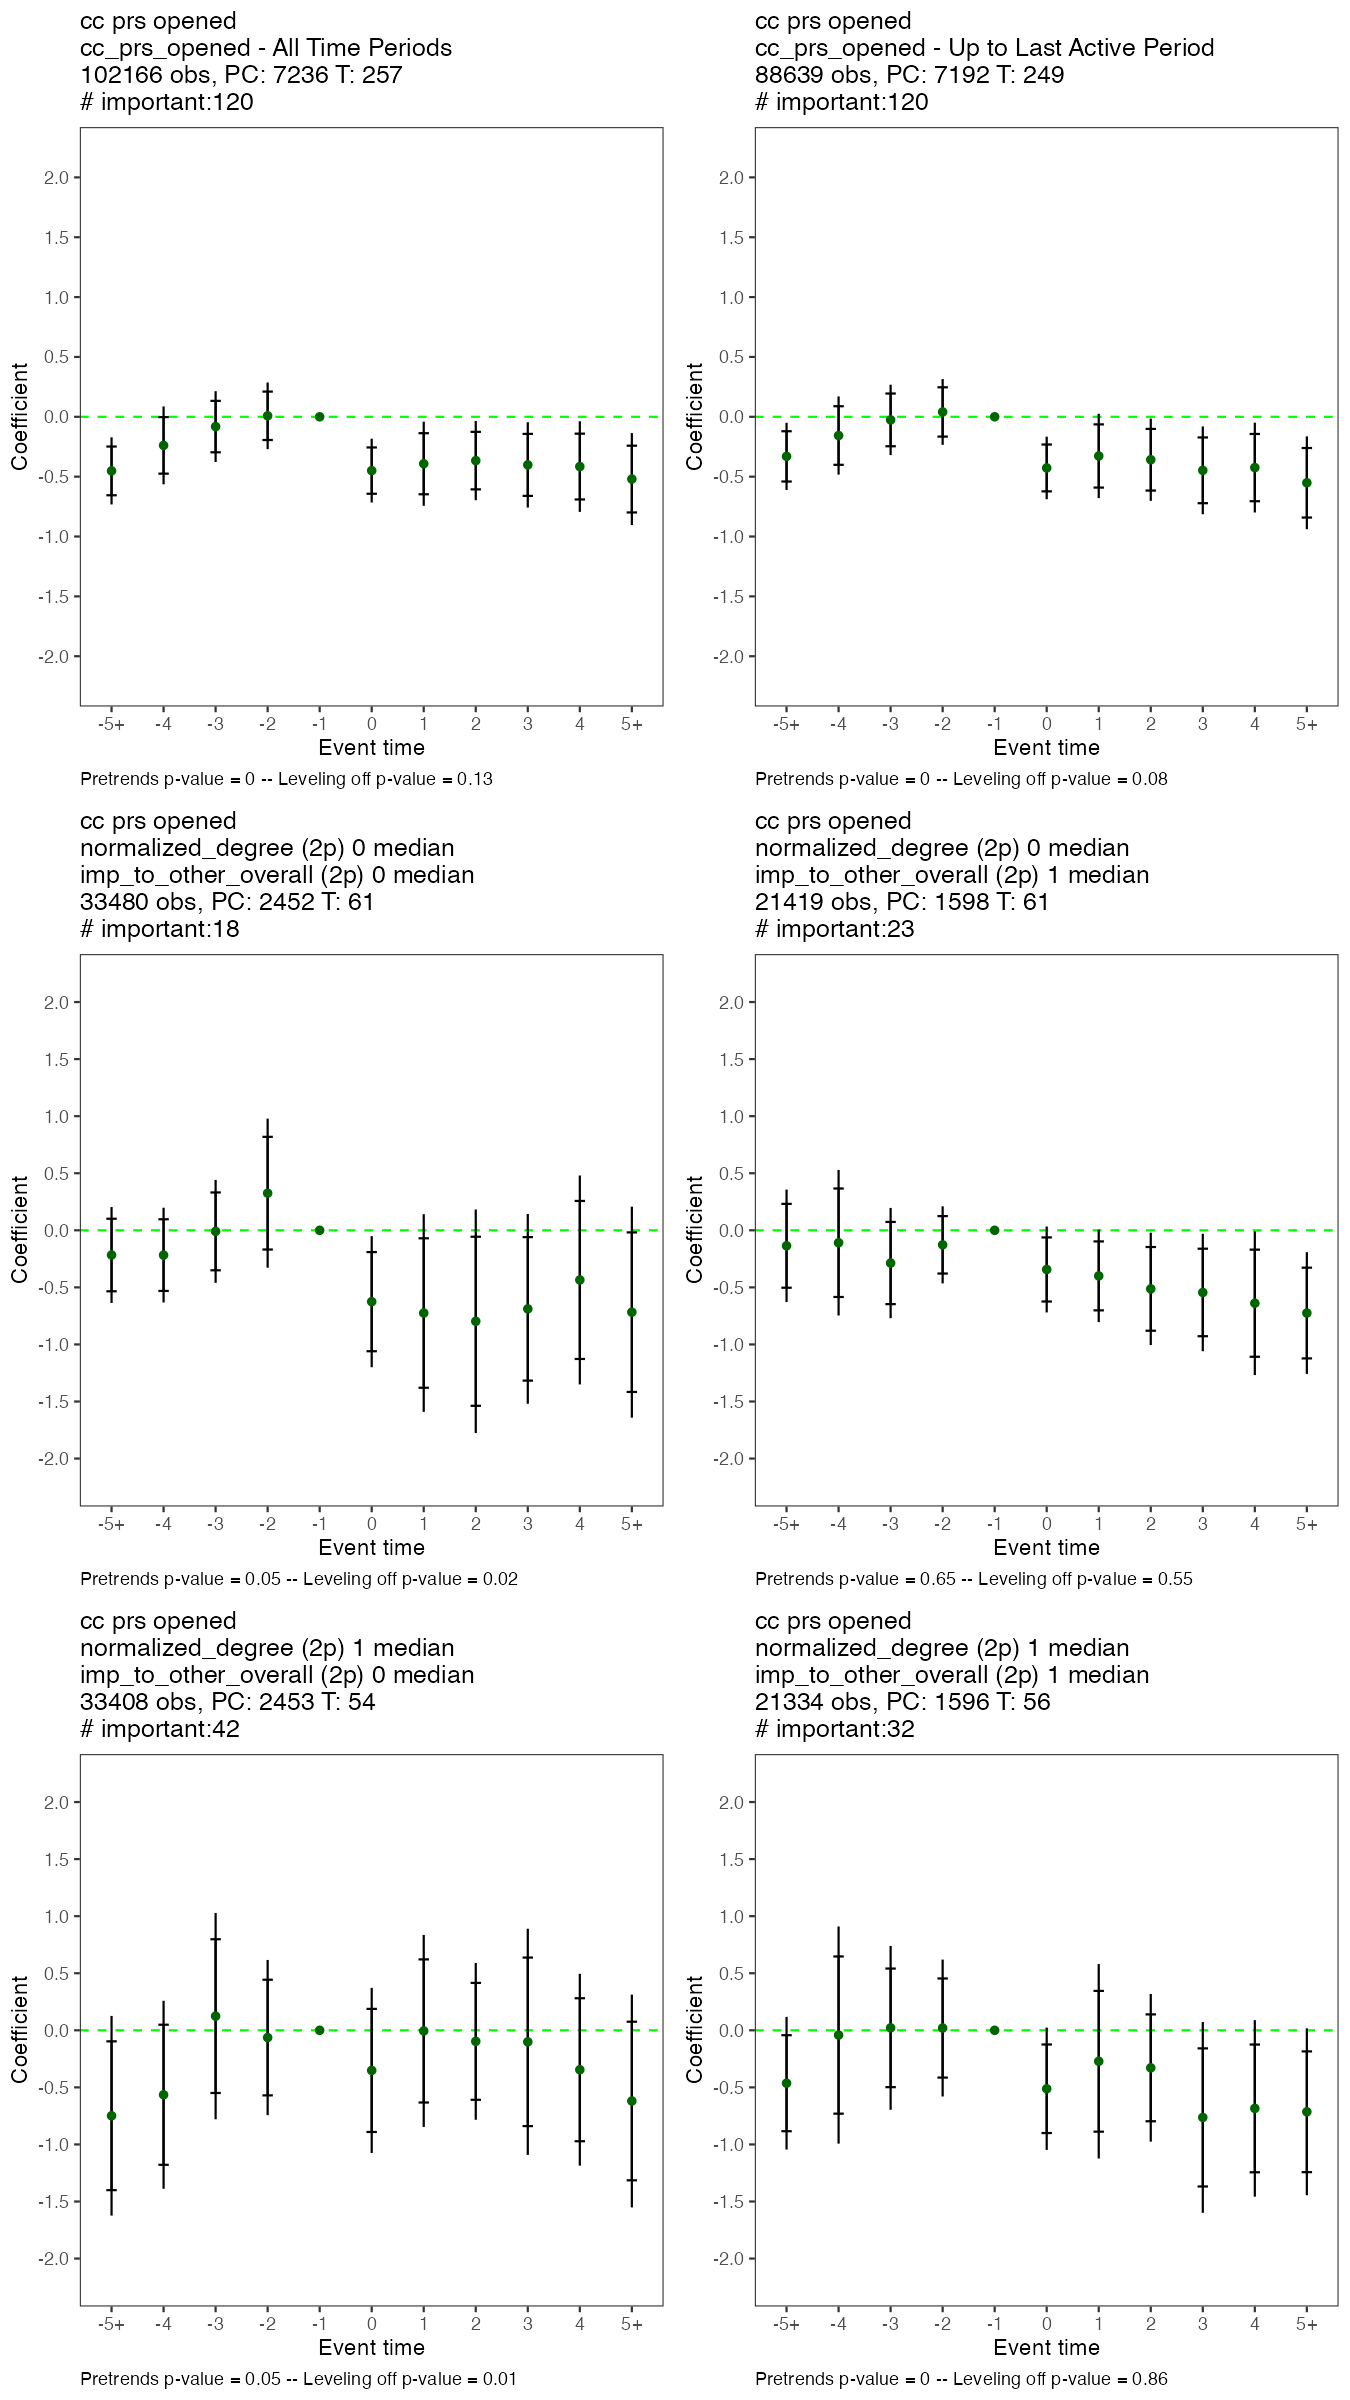 cc prs opened
cc_prs_opened - All Time Periods
102166 obs, PC: 7236 T: 257
# important:120
Coefficient
2.0
1.5
1.0
0.5
0.0
-0.5
-1.0
-1.5
-2.0
-5+ -4 -3 -2 -1 0 1 2 3 4 5+
Event time
Pretrends p-value = 0 -- Leveling off p-value = 0.13
cc prs opened
cc_prs_opened - Up to Last Active Period
88639 obs, PC: 7192 T: 249
# important:120
Coefficient
2.0
1.5
1.0
0.5
0.0
-0.5
-1.0
-1.5
-2.0
-5+ -4 -3 -2 -1 0 1 2 3 4 5+
Event time
Pretrends p-value = 0 -- Leveling off p-value = 0.08
cc prs opened
normalized_degree (2p) 0 median
imp_to_other_overall (2p) 0 median
33480 obs, PC: 2452 T: 61
# important:18
Coefficient
2.0
1.5
1.0
0.5
0.0
-0.5
-1.0
-1.5
-2.0
-5+ -4 -3 -2 -1 0 1 2 3 4 5+
Event time
Pretrends p-value = 0.05 -- Leveling off p-value = 0.02
cc prs opened
normalized_degree (2p) 0 median
imp_to_other_overall (2p) 1 median
21419 obs, PC: 1598 T: 61
# important:23
Coefficient
2.0
1.5
1.0
0.5
0.0
-0.5
-1.0
-1.5
-2.0
-5+ -4 -3 -2 -1 0 1 2 3 4 5+
Event time
Pretrends p-value = 0.65 -- Leveling off p-value = 0.55
cc prs opened
normalized_degree (2p) 1 median
imp_to_other_overall (2p) 0 median
33408 obs, PC: 2453 T: 54
# important:42
Coefficient
2.0
1.5
1.0
0.5
0.0
-0.5
-1.0
-1.5
-2.0
-5+ -4 -3 -2 -1 0 1 2 3 4 5+
Event time
Pretrends p-value = 0.05 -- Leveling off p-value = 0.01
cc prs opened
normalized_degree (2p) 1 median
imp_to_other_overall (2p) 1 median
21334 obs, PC: 1596 T: 56
# important:32
Coefficient
2.0
1.5
1.0
0.5
0.0
-0.5
-1.0
-1.5
-2.0
-5+ -4 -3 -2 -1 0 1 2 3 4 5+
Event time
Pretrends p-value = 0 -- Leveling off p-value = 0.86